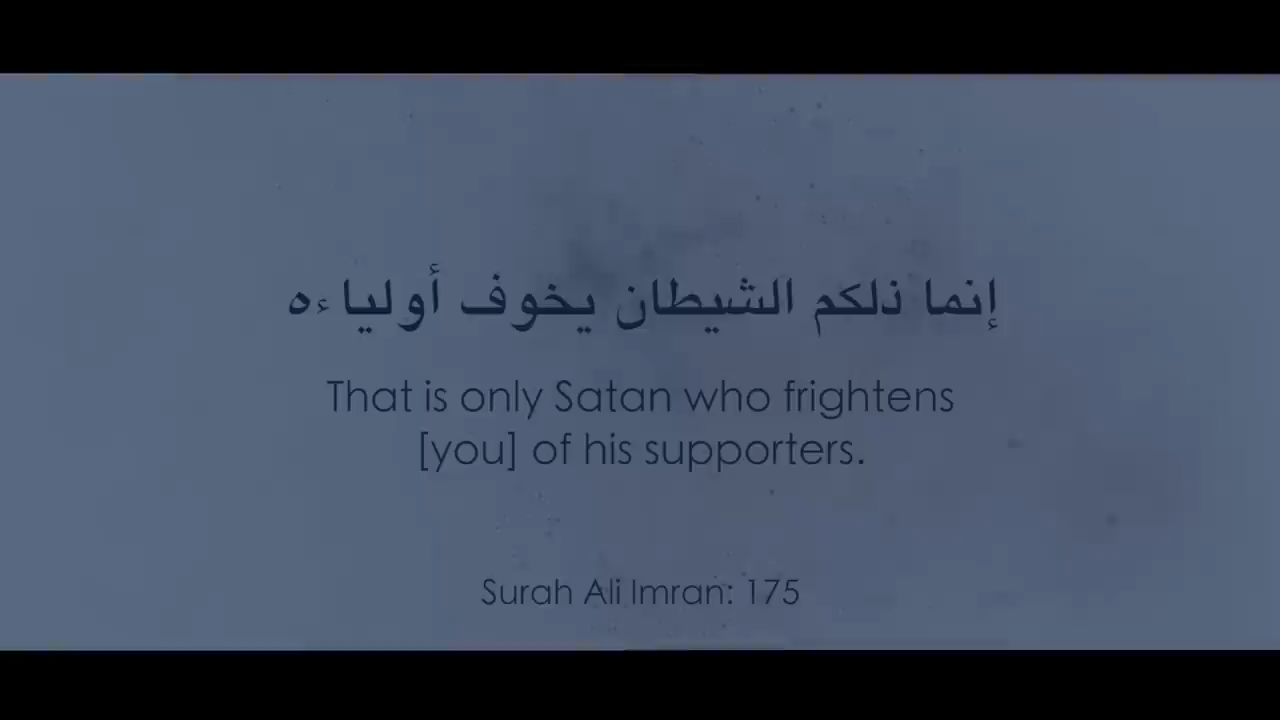 إنما ذلكم الشيطان يخوف أولياءه
That is only Satan who frightens
[you] of his supporters.
Surah Ali Imran: 175